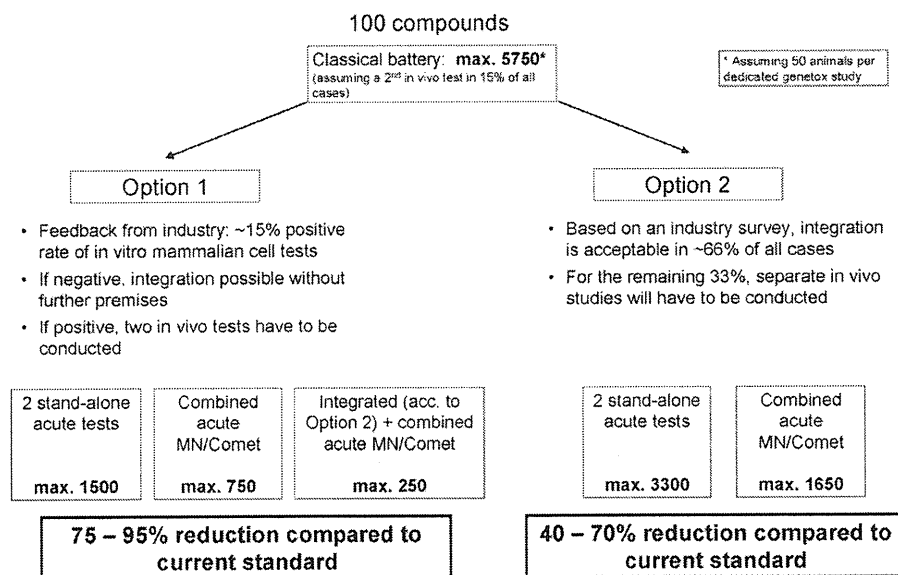 100 compounds
Classical battery: max. 5750*
(assuming a 2nd in vivo test in 15% of all
cases)
* Assuming 50 animals per
dedicated genetox study
Option 1
• Feedback from industry: ~15% positive
rate of in vitro mammalian cell tests
• If negative, integration possible without
further premises
• If positive, two in vivo tests have to be
conducted
2 stand-alone
acute tests
max. 1500
Combined
acute
MN/Comet
max. 750
Integrated (acc. to
Option 2) + combined
acute MN/Comet
max. 250
75 – 95% reduction compared to
current standard
Option 2
• Based on an industry survey, integration
is acceptable in ~66% of all cases
• For the remaining 33%, separate in vivo
studies will have to be conducted
2 stand-alone
acute tests
max. 3300
Combined
acute
MN/Comet
max. 1650
40 – 70% reduction compared to
current standard